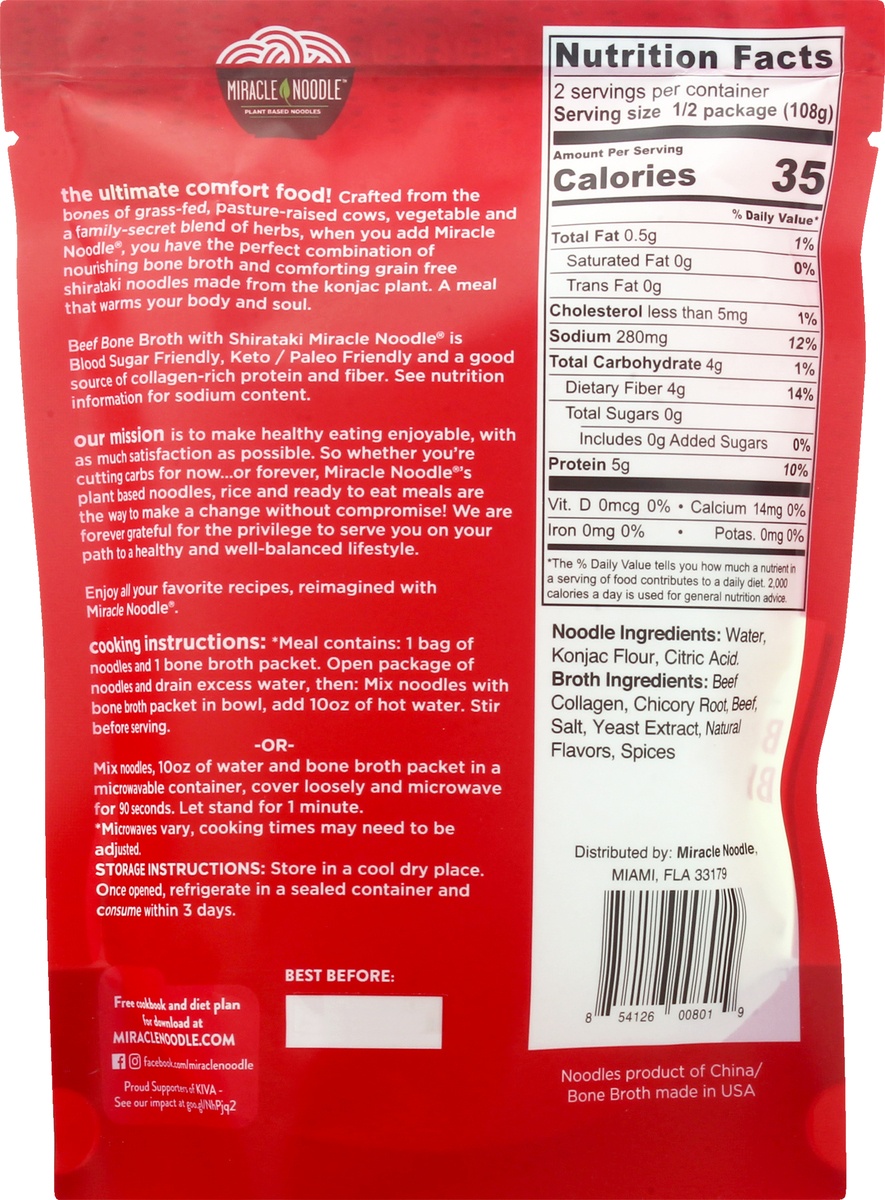 MIRACLE NOODLE™
PLANT BASED NOODLES
the ultimate comfort food! Crafted from the
bones of grass-fed, pasture-raised cows, vegetable and
a family-secret blend of herbs, when you add Miracle
Noodle®, you have the perfect combination of
nourishing bone broth and comforting grain free
shirataki noodles made from the konjac plant. A meal
that warms your body and soul.
Beef Bone Broth with Shirataki Miracle Noodle® is
Blood Sugar Friendly, Keto / Paleo Friendly and a good
source of collagen-rich protein and fiber. See nutrition
information for sodium content.
our mission is to make healthy eating enjoyable, with
as much satisfaction as possible. So whether you're
cutting carbs for now...or forever, Miracle Noodle®'s
plant based noodles, rice and ready to eat meals are
the way to make a change without compromise! We are
forever grateful for the privilege to serve you on your
path to a healthy and well-balanced lifestyle.
Enjoy all your favorite recipes, reimagined with
Miracle Noodle®.
cooking instructions: *Meal contains: 1 bag of
noodles and 1 bone broth packet. Open package of
noodles and drain excess water, then: Mix noodles with
bone broth packet in bowl, add 10oz of hot water. Stir
before serving.
-OR-
Mix noodles, 10oz of water and bone broth packet in a
microwavable container, cover loosely and microwave
for 90 seconds. Let stand for 1 minute.
*Microwaves vary, cooking times may need to be
adjusted.
STORAGE INSTRUCTIONS: Store in a cool dry place.
Once opened, refrigerate in a sealed container and
consume within 3 days.
BEST BEFORE:
Free cookbook and diet plan
for download at
MIRACLENOODLE.COM
facebook.com/miraclenoodle
Proud Supporters of KIVA -
See our impact at goo.gl/NhPjq2
Nutrition Facts
2 servings per container
Serving size 1/2 package (108g)
Amount Per Serving
Calories 35
% Daily Value*
Total Fat 0.5g 1%
Saturated Fat 0g 0%
Trans Fat 0g
Cholesterol less than 5mg 1%
Sodium 280mg 12%
Total Carbohydrate 4g 1%
Dietary Fiber 4g 14%
Total Sugars 0g
Includes 0g Added Sugars 0%
Protein 5g 10%
Vit. D 0mcg 0% • Calcium 14mg 0%
Iron 0mg 0% • Potas. 0mg 0%
*The % Daily Value tells you how much a nutrient in
a serving of food contributes to a daily diet. 2,000
calories a day is used for general nutrition advice.
Noodle Ingredients: Water,
Konjac Flour, Citric Acid.
Broth Ingredients: Beef
Collagen, Chicory Root, Beef,
Salt, Yeast Extract, Natural
Flavors, Spices
Distributed by: Miracle Noodle,
MIAMI, FLA 33179
8 54126 00801 9
Noodles product of China/
Bone Broth made in USA